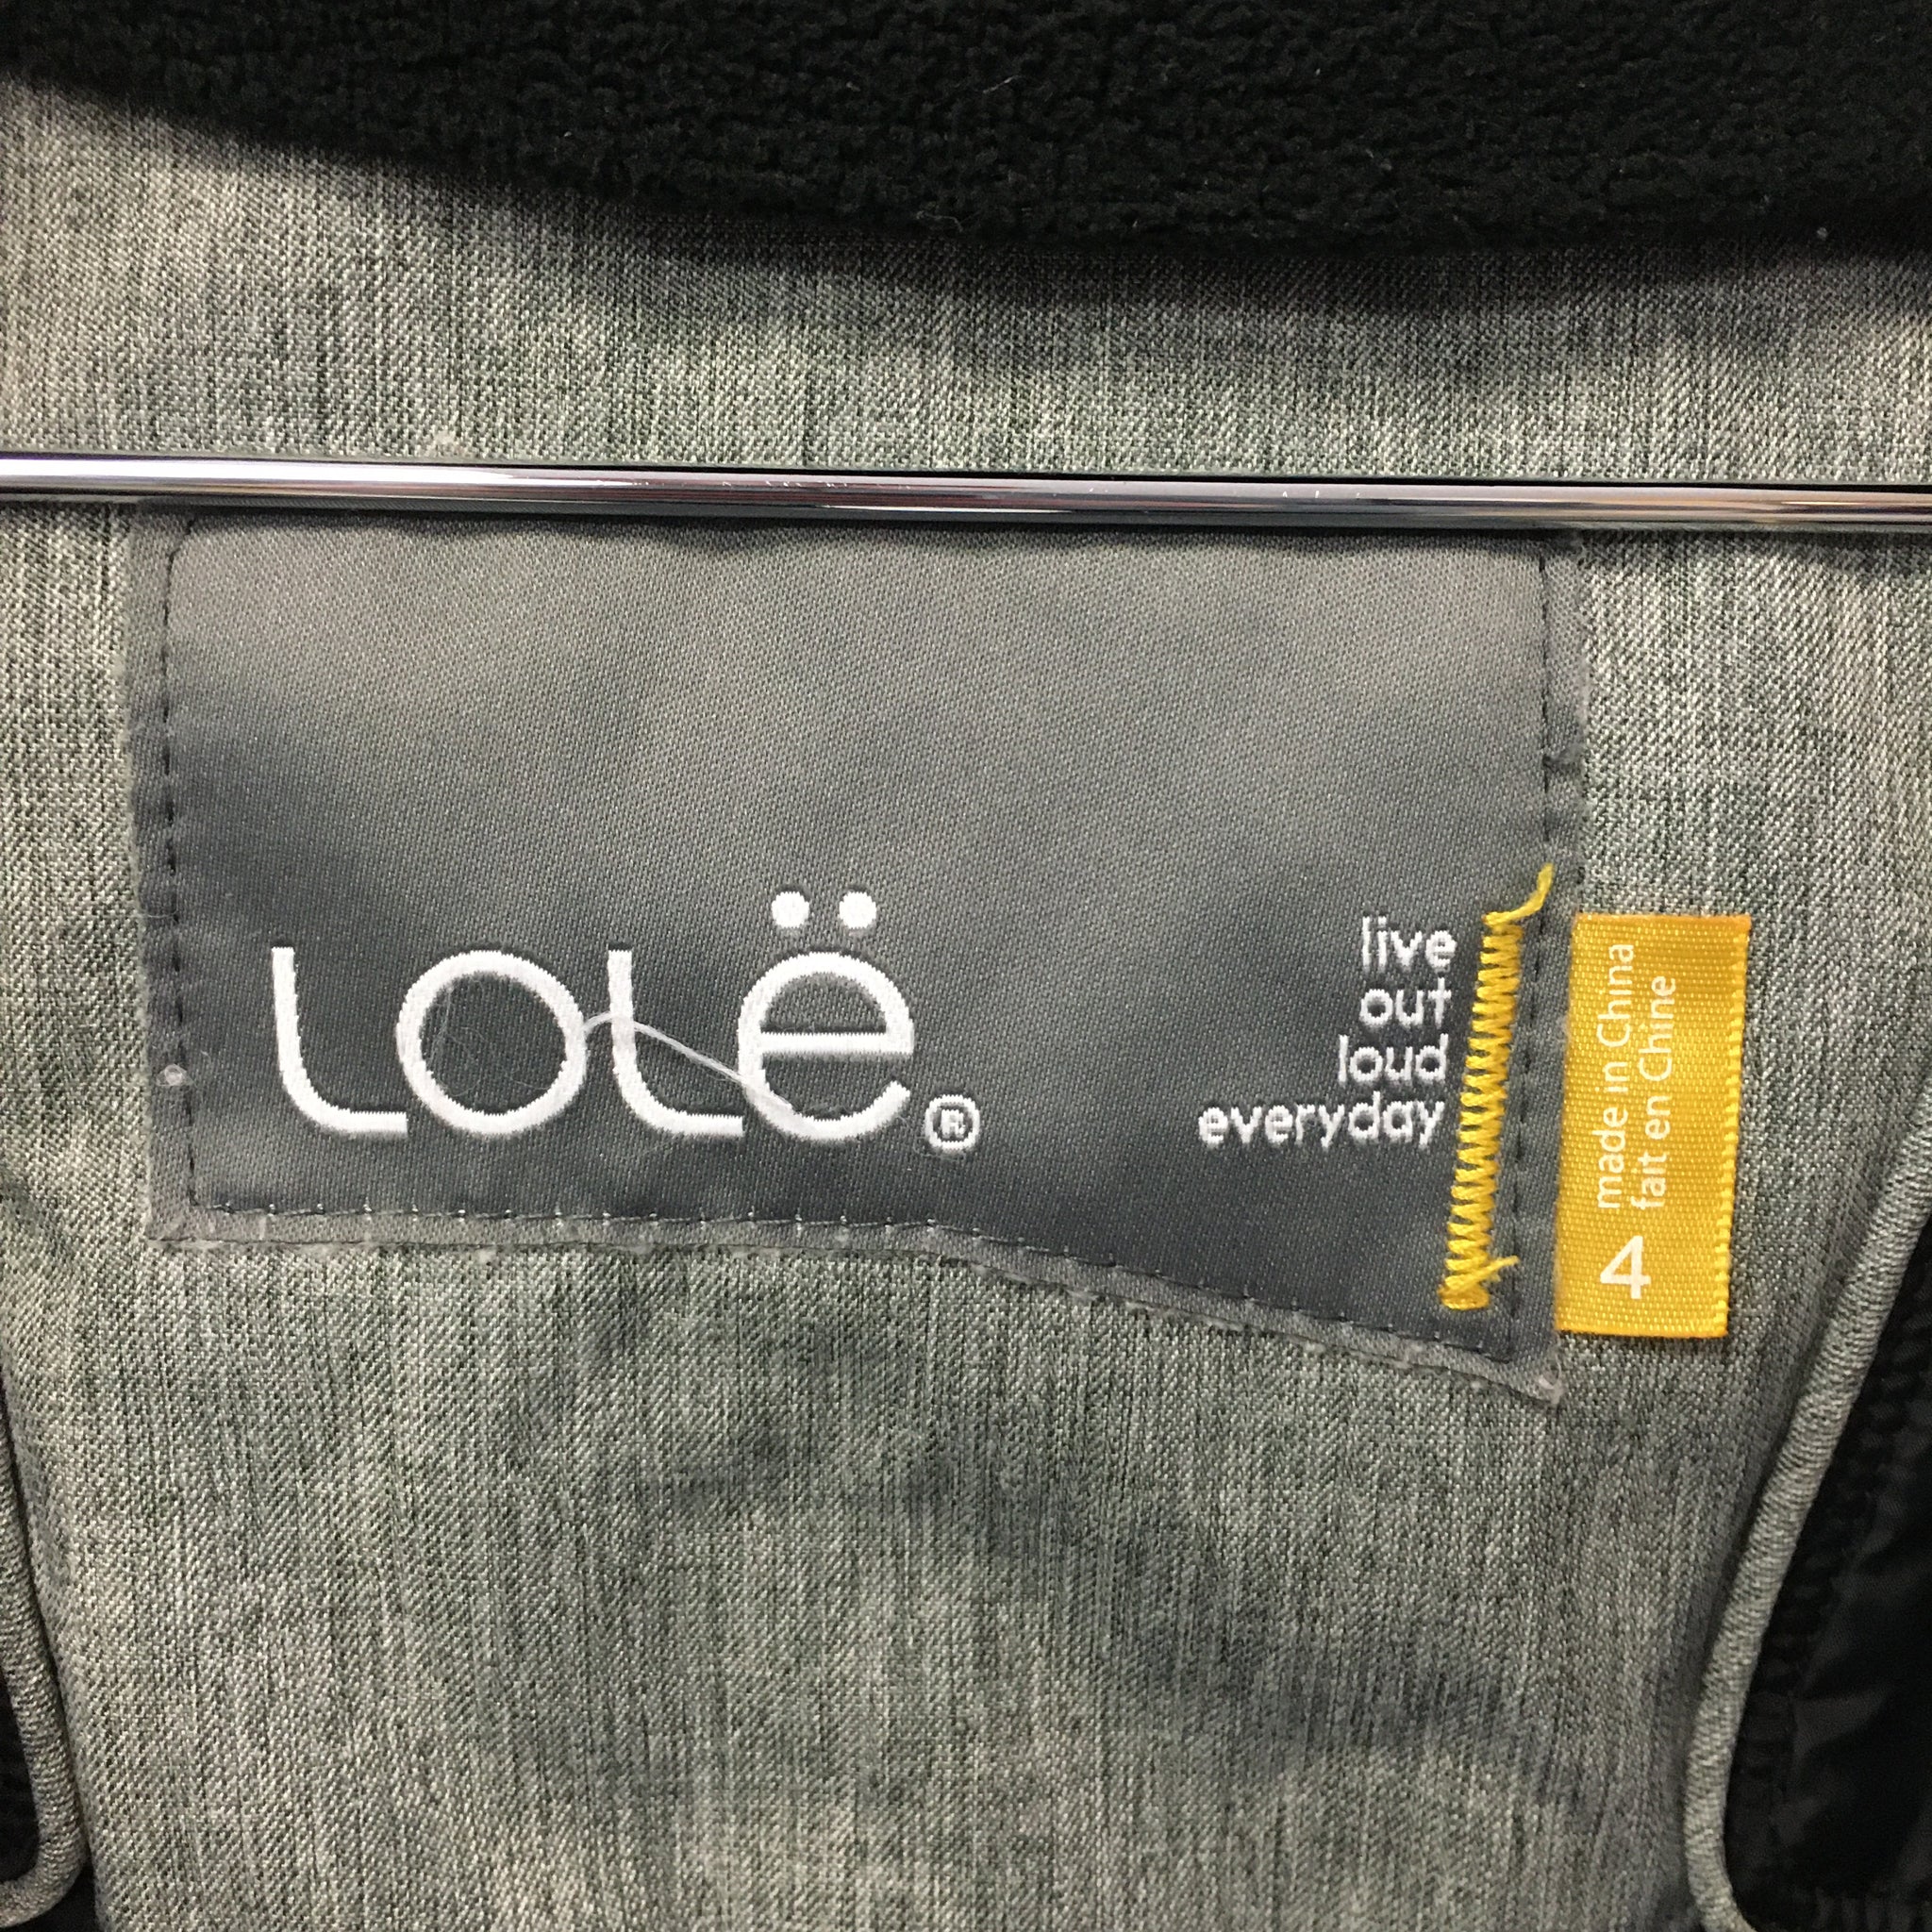 Lolë®
live
out
loud
everyday
made in China
fait en Chine
4